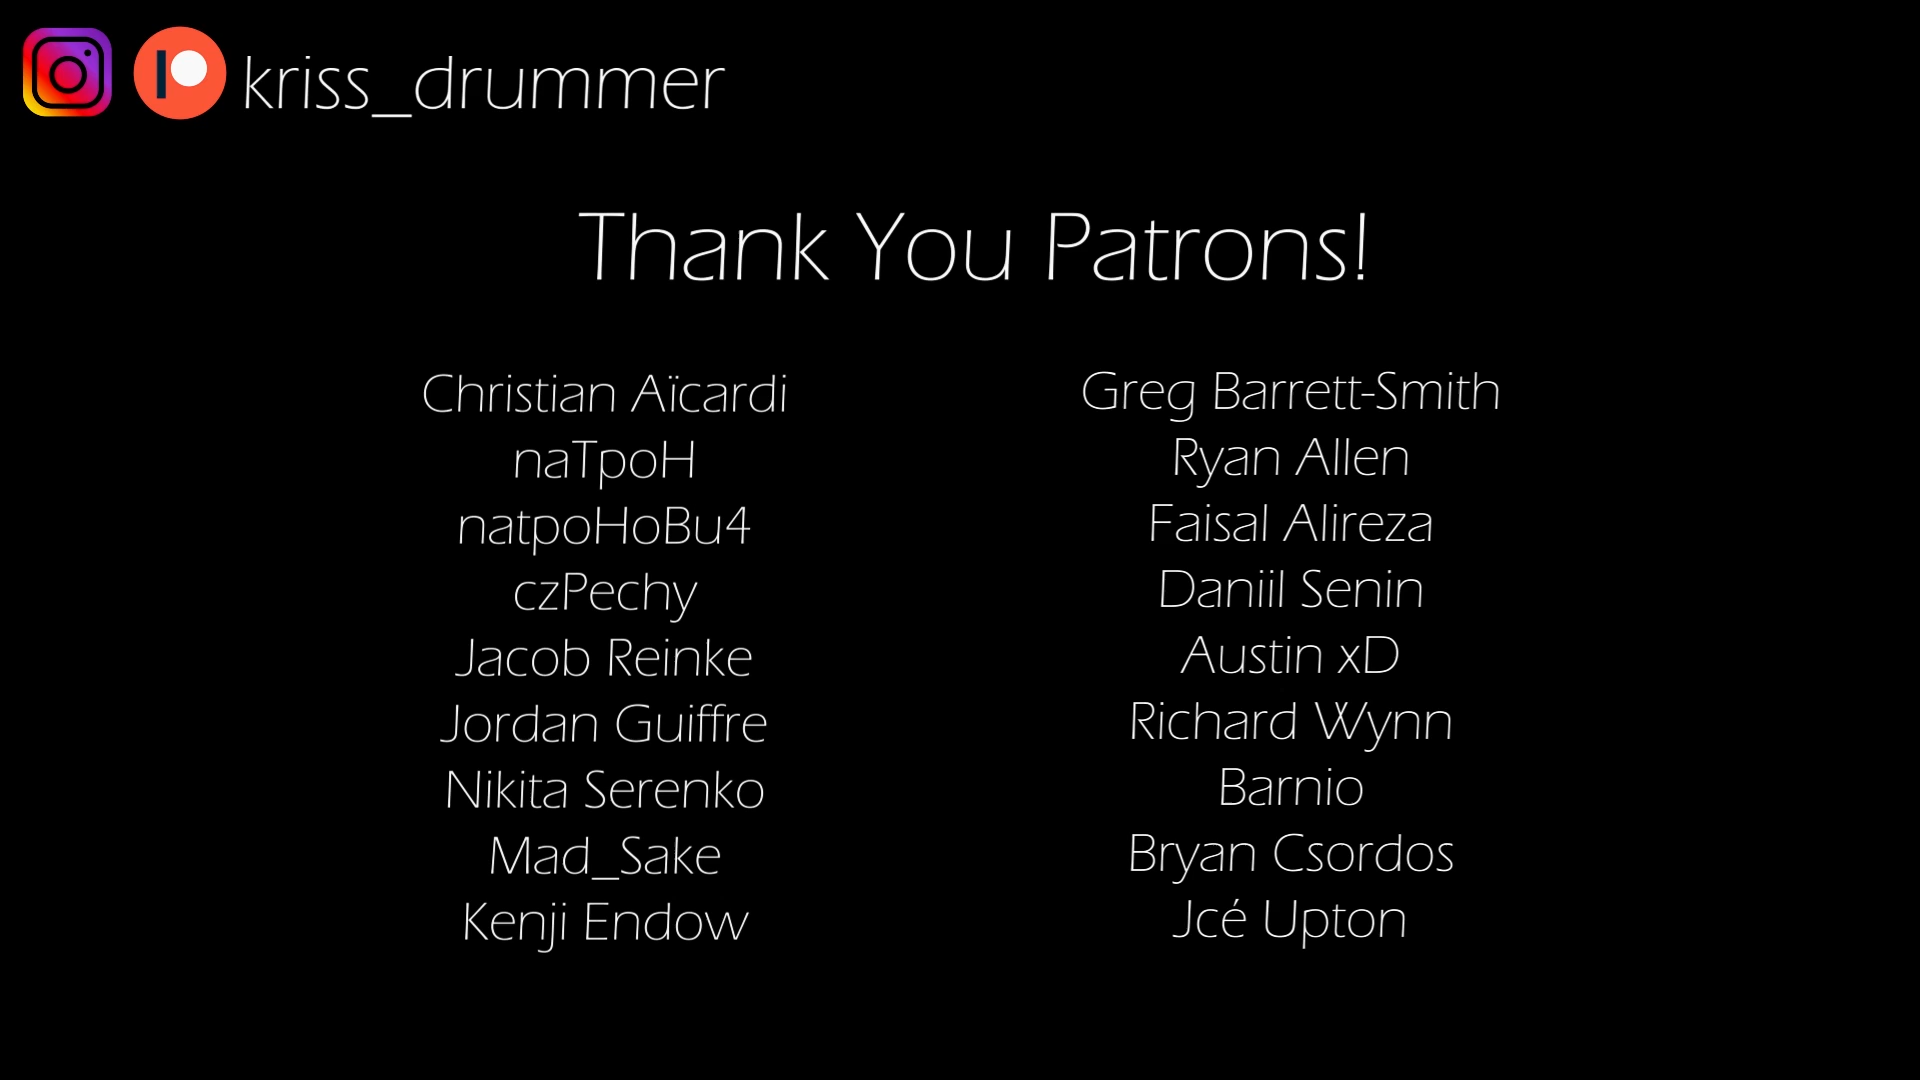 kriss_drummer
Thank You Patrons!
Christian Aïcardi
naTpoH
natpoHoBu4
czPechy
Jacob Reinke
Jordan Guiffre
Nikita Serenko
Mad_Sake
Kenji Endow
Greg Barrett-Smith
Ryan Allen
Faisal Alireza
Daniil Senin
Austin xD
Richard Wynn
Barnio
Bryan Csordos
Jcé Upton